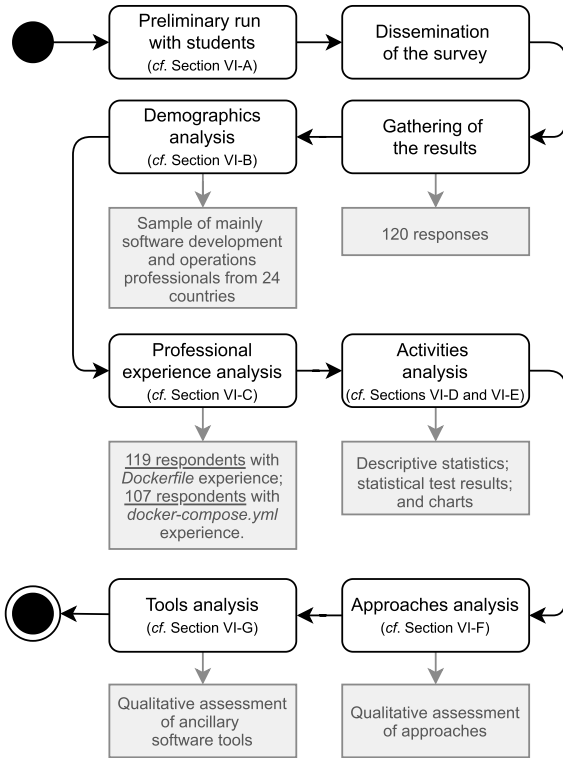 Preliminary run
with students
(cf. Section VI-A)
Dissemination
of the survey
Demographics
analysis
(cf. Section VI-B)
Gathering of
the results
Sample of mainly
software development
and operations
professionals from 24
countries
120 responses
Professional
experience analysis
(cf. Section VI-C)
Activities
analysis
(cf. Sections VI-D and VI-E)
119 respondents with
Dockerfile experience;
107 respondents with
docker-compose.yml
experience.
Descriptive statistics;
statistical test results;
and charts
Tools analysis
(cf. Section VI-G)
Approaches analysis
(cf. Section VI-F)
Qualitative assessment
of ancillary
software tools
Qualitative assessment
of approaches